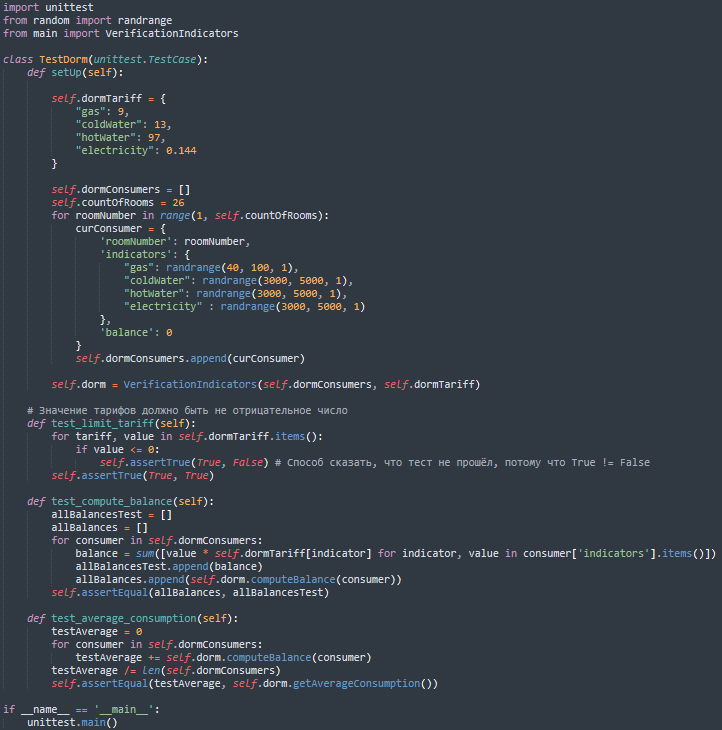 import unittest
from random import randrange
from main import VerificationIndicators
class TestDorm(unittest.TestCase):
def setUp(self):
self.dormTariff = {
"gas": 9,
"coldWater": 13,
"hotWater": 97,
"electricity": 0.144
}
self.dormConsumers = []
self.countOfRooms = 26
for roomNumber in range(1, self.countOfRooms):
curConsumer = {
'roomNumber': roomNumber,
'indicators': {
"gas": randrange(40, 100, 1),
"coldWater": randrange(3000, 5000, 1),
"hotWater": randrange(3000, 5000, 1),
"electricity" : randrange(3000, 5000, 1)
},
'balance': 0
}
self.dormConsumers.append(curConsumer)
self.dorm = VerificationIndicators(self.dormConsumers, self.dormTariff)
# Значение тарифов должно быть не отрицательное число
def test_limit_tariff(self):
for tariff, value in self.dormTariff.items():
if value <= 0:
self.assertTrue(True, False) # Способ сказать, что тест не прошёл, потому что True != False
self.assertTrue(True, True)
def test_compute_balance(self):
allBalancesTest = []
allBalances = []
for consumer in self.dormConsumers:
balance = sum([value * self.dormTariff[indicator] for indicator, value in consumer['indicators'].items()])
allBalancesTest.append(balance)
allBalances.append(self.dorm.computeBalance(consumer))
self.assertEqual(allBalances, allBalancesTest)
def test_average_consumption(self):
testAverage = 0
for consumer in self.dormConsumers:
testAverage += self.dorm.computeBalance(consumer)
testAverage /= len(self.dormConsumers)
self.assertEqual(testAverage, self.dorm.getAverageConsumption())
if __name__ == '__main__':
unittest.main()